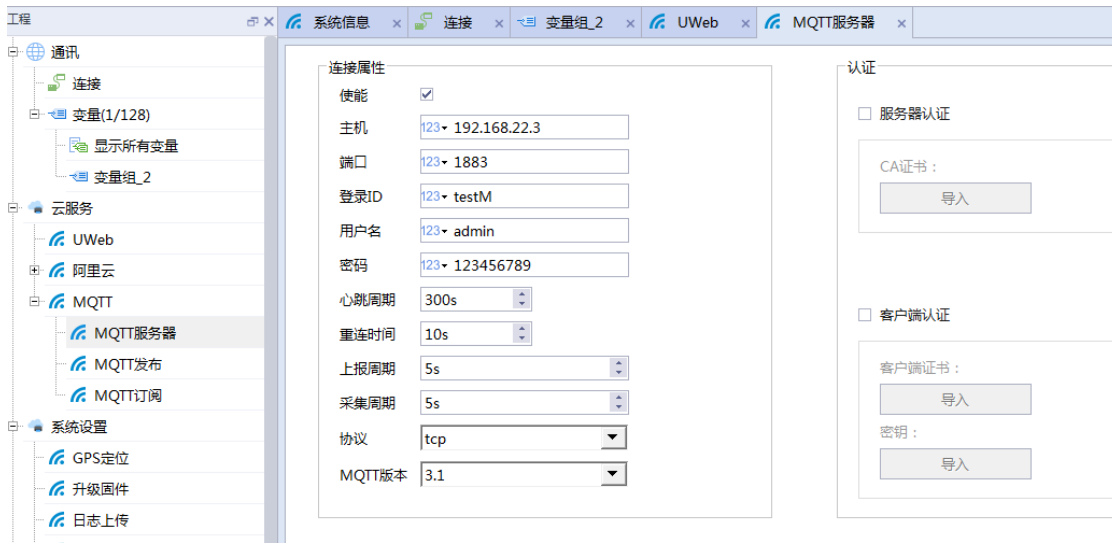 工程
系统信息
连接
变量组_2
UWeb
MQTT服务器
通讯
连接
变量(1/128)
显示所有变量
变量组_2
云服务
UWeb
阿里云
MQTT
MQTT服务器
MQTT发布
MQTT订阅
系统设置
GPS定位
升级固件
日志上传
连接属性
使能
主机 123 192.168.22.3
端口 123 1883
登录ID 123 testM
用户名 123 admin
密码 123 123456789
心跳周期 300s
重连时间 10s
上报周期 5s
采集周期 5s
协议 tcp
MQTT版本 3.1
认证
服务器认证
CA证书：
导入
客户端认证
客户端证书：
导入
密钥：
导入